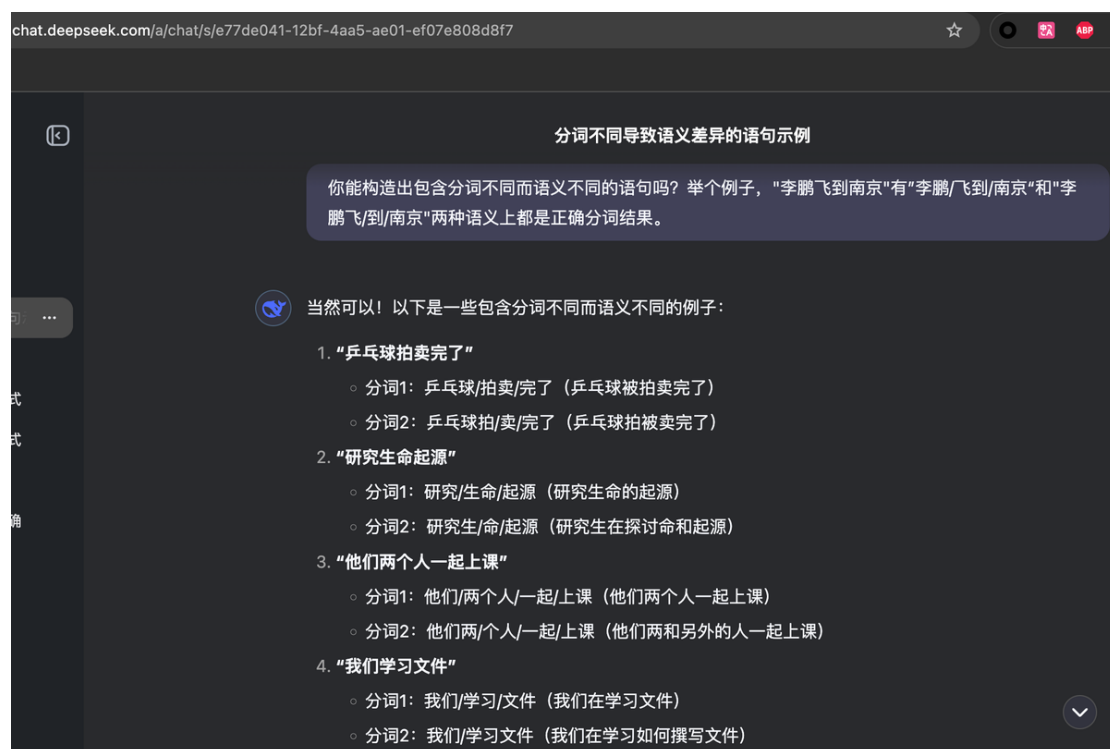 chat.deepseek.com/a/chat/s/e77de041-12bf-4aa5-ae01-ef07e808d8f7
ABP
分词不同导致语义差异的语句示例
你能构造出包含分词不同而语义不同的语句吗？举个例子，"李鹏飞到南京"有"李鹏/飞到/南京“和"李
鹏飞/到/南京"两种语义上都是正确分词结果。
当然可以！以下是一些包含分词不同而语义不同的例子：
1. “乒乓球拍卖完了”
◦ 分词1：乒乓球/拍卖/完了（乒乓球被拍卖完了）
◦ 分词2：乒乓球拍/卖/完了（乒乓球拍被卖完了）
2. “研究生命起源”
◦ 分词1：研究/生命/起源（研究生命的起源）
◦ 分词2：研究生/命/起源（研究生在探讨命和起源）
式
3. “他们两个人一起上课”
式
◦ 分词1：他们/两个人/一起/上课（他们两个人一起上课）
确
◦ 分词2：他们两/个人/一起/上课（他们两和另外的人一起上课）
4. “我们学习文件”
◦ 分词1：我们/学习/文件（我们在学习文件）
◦ 分词2：我们/学习文件（我们在学习如何撰写文件）